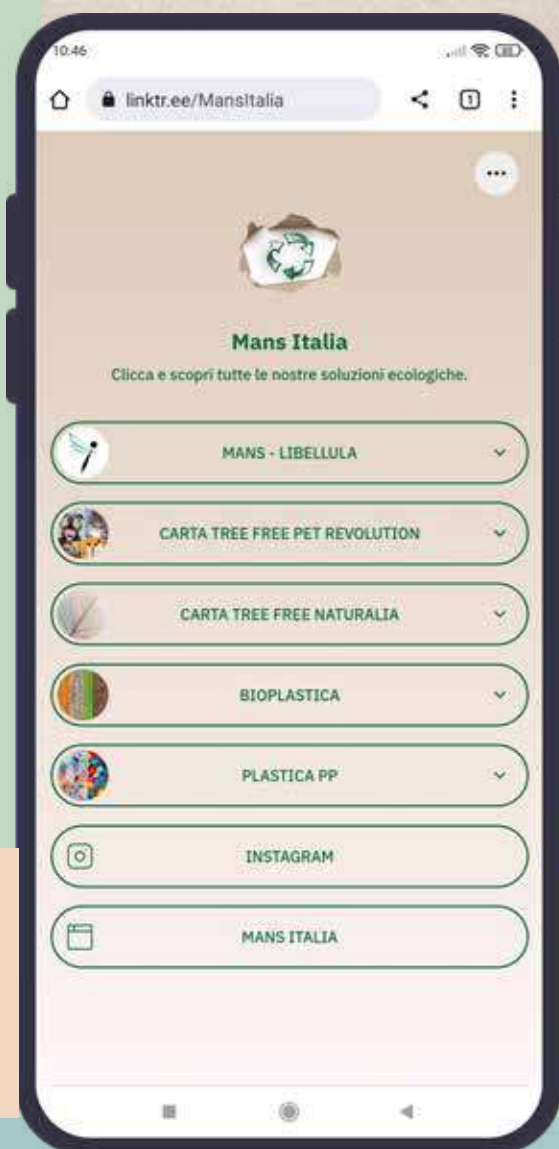 10:46
linktr.ee/MansItalia
1
Mans Italia
Clicca e scopri tutte le nostre soluzioni ecologiche.
MANS - LIBELLULA
CARTA TREE FREE PET REVOLUTION
CARTA TREE FREE NATURALIA
BIOPLASTICA
PLASTICA PP
INSTAGRAM
MANS ITALIA